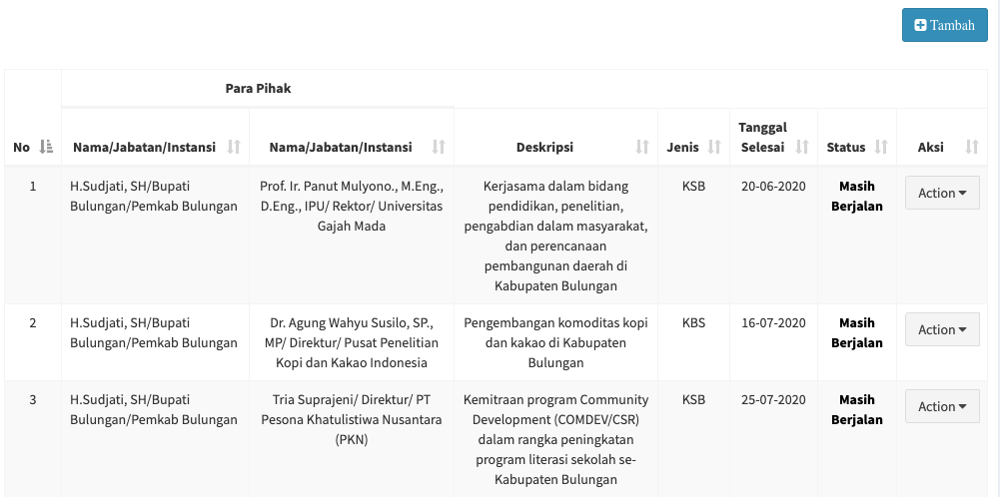 Tambah
Para Pihak
No
Nama/Jabatan/Instansi
Nama/Jabatan/Instansi
Deskripsi
Jenis
Tanggal
Selesai
Status
Aksi
1
H.Sudjati, SH/Bupati
Bulungan/Pemkab Bulungan
Prof. Ir. Panut Mulyono., M.Eng.,
D.Eng., IPU/ Rektor/ Universitas
Gajah Mada
Kerjasama dalam bidang
pendidikan, penelitian,
pengabdian dalam masyarakat,
dan perencanaan
pembangunan daerah di
Kabupaten Bulungan
KSB
20-06-2020
Masih
Berjalan
Action
2
H.Sudjati, SH/Bupati
Bulungan/Pemkab Bulungan
Dr. Agung Wahyu Susilo, SP.,
MP/ Direktur/ Pusat Penelitian
Kopi dan Kakao Indonesia
Pengembangan komoditas kopi
dan kakao di Kabupaten
Bulungan
KBS
16-07-2020
Masih
Berjalan
Action
3
H.Sudjati, SH/Bupati
Bulungan/Pemkab Bulungan
Tria Suprajeni/ Direktur/ PT
Pesona Khatulistiwa Nusantara
(PKN)
Kemitraan program Community
Development (COMDEV/CSR)
dalam rangka peningkatan
program literasi sekolah se-
Kabupaten Bulungan
KSB
25-07-2020
Masih
Berjalan
Action